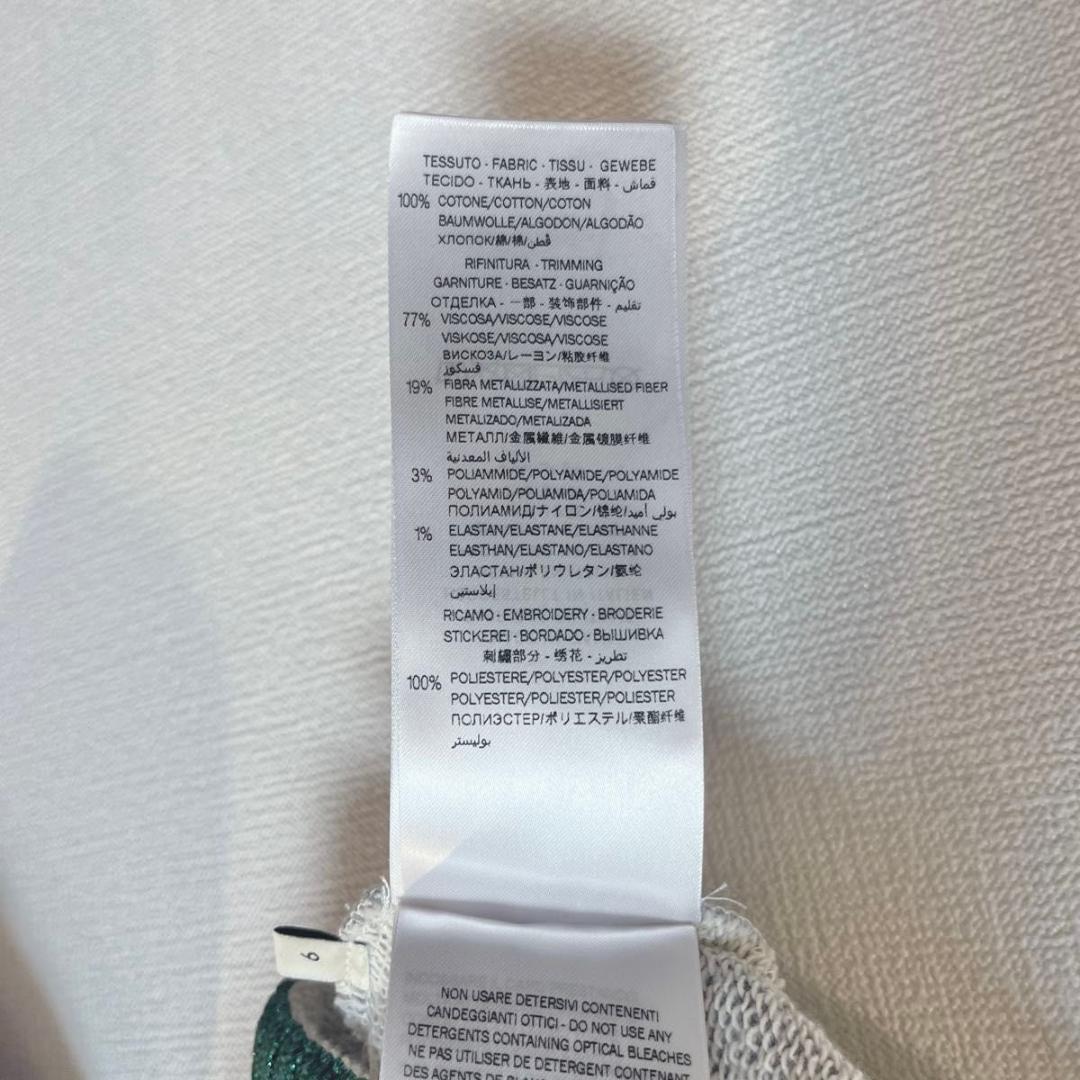 TESSUTO - FABRIC - TISSU - GEWEBE
TECIDO - ТКАНЬ - 表地 - 面料 - قماش
100% COTONE/COTTON/COTON
BAUMWOLLE/ALGODON/ALGODÃO
ХЛОПОК/綿/棉/قُطن
RIFINITURA - TRIMMING
GARNITURE - BESATZ - GUARNIÇÃO
ОТДЕЛКА - 一部 - 装饰部件 - تقليم
77% VISCOSA/VISCOSE/VISCOSE
VISKOSE/VISCOSA/VISCOSE
ВИСКОЗА/レーヨン/粘胶纤维
فسكوز
19% FIBRA METALLIZZATA/METALLISED FIBER
FIBRE METALLISE/METALLISIERT
METALIZADO/METALIZADA
МЕТАЛЛ/金属繊維/金属镀膜纤维
الألياف المعدنية
3% POLIAMMIDE/POLYAMIDE/POLYAMIDE
POLYAMID/POLIAMIDA/POLIAMIDA
ПОЛИАМИД/ナイロン/锦纶/بولي أميد
1% ELASTAN/ELASTANE/ELASTHANNE
ELASTHAN/ELASTANO/ELASTANO
ЭЛАСТАН/ポリウレタン/氨纶
إيلاستين
RICAMO - EMBROIDERY - BRODERIE
STICKEREI - BORDADO - ВЫШИВКА
刺繍部分 - 绣花 - تطريز
100% POLIESTERE/POLYESTER/POLYESTER
POLYESTER/POLIESTER/POLIESTER
ПОЛИЭСТЕР/ポリエステル/聚酯纤维
بوليستر
6
NON USARE DETERSIVI CONTENENTI
CANDEGGIANTI OTTICI - DO NOT USE ANY
DETERGENTS CONTAINING OPTICAL BLEACHES
NE PAS UTILISER DE DETERGENT CONTENANT
DES AGENTS DE